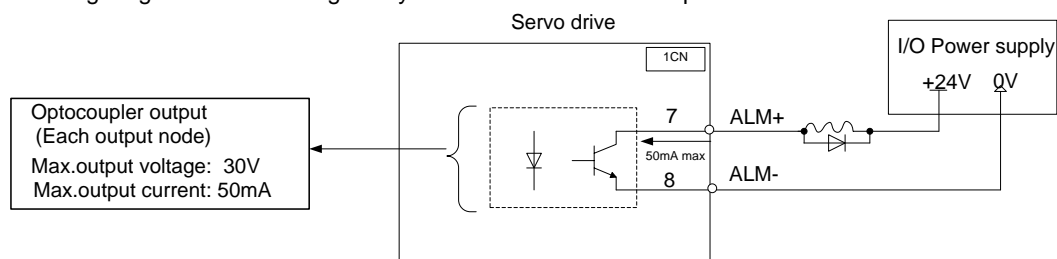 Servo drive
1CN
I/O Power supply
+24V 0V
Optocoupler output
(Each output node)
Max.output voltage: 30V
Max.output current: 50mA
7 ALM+
50mA max
8 ALM-